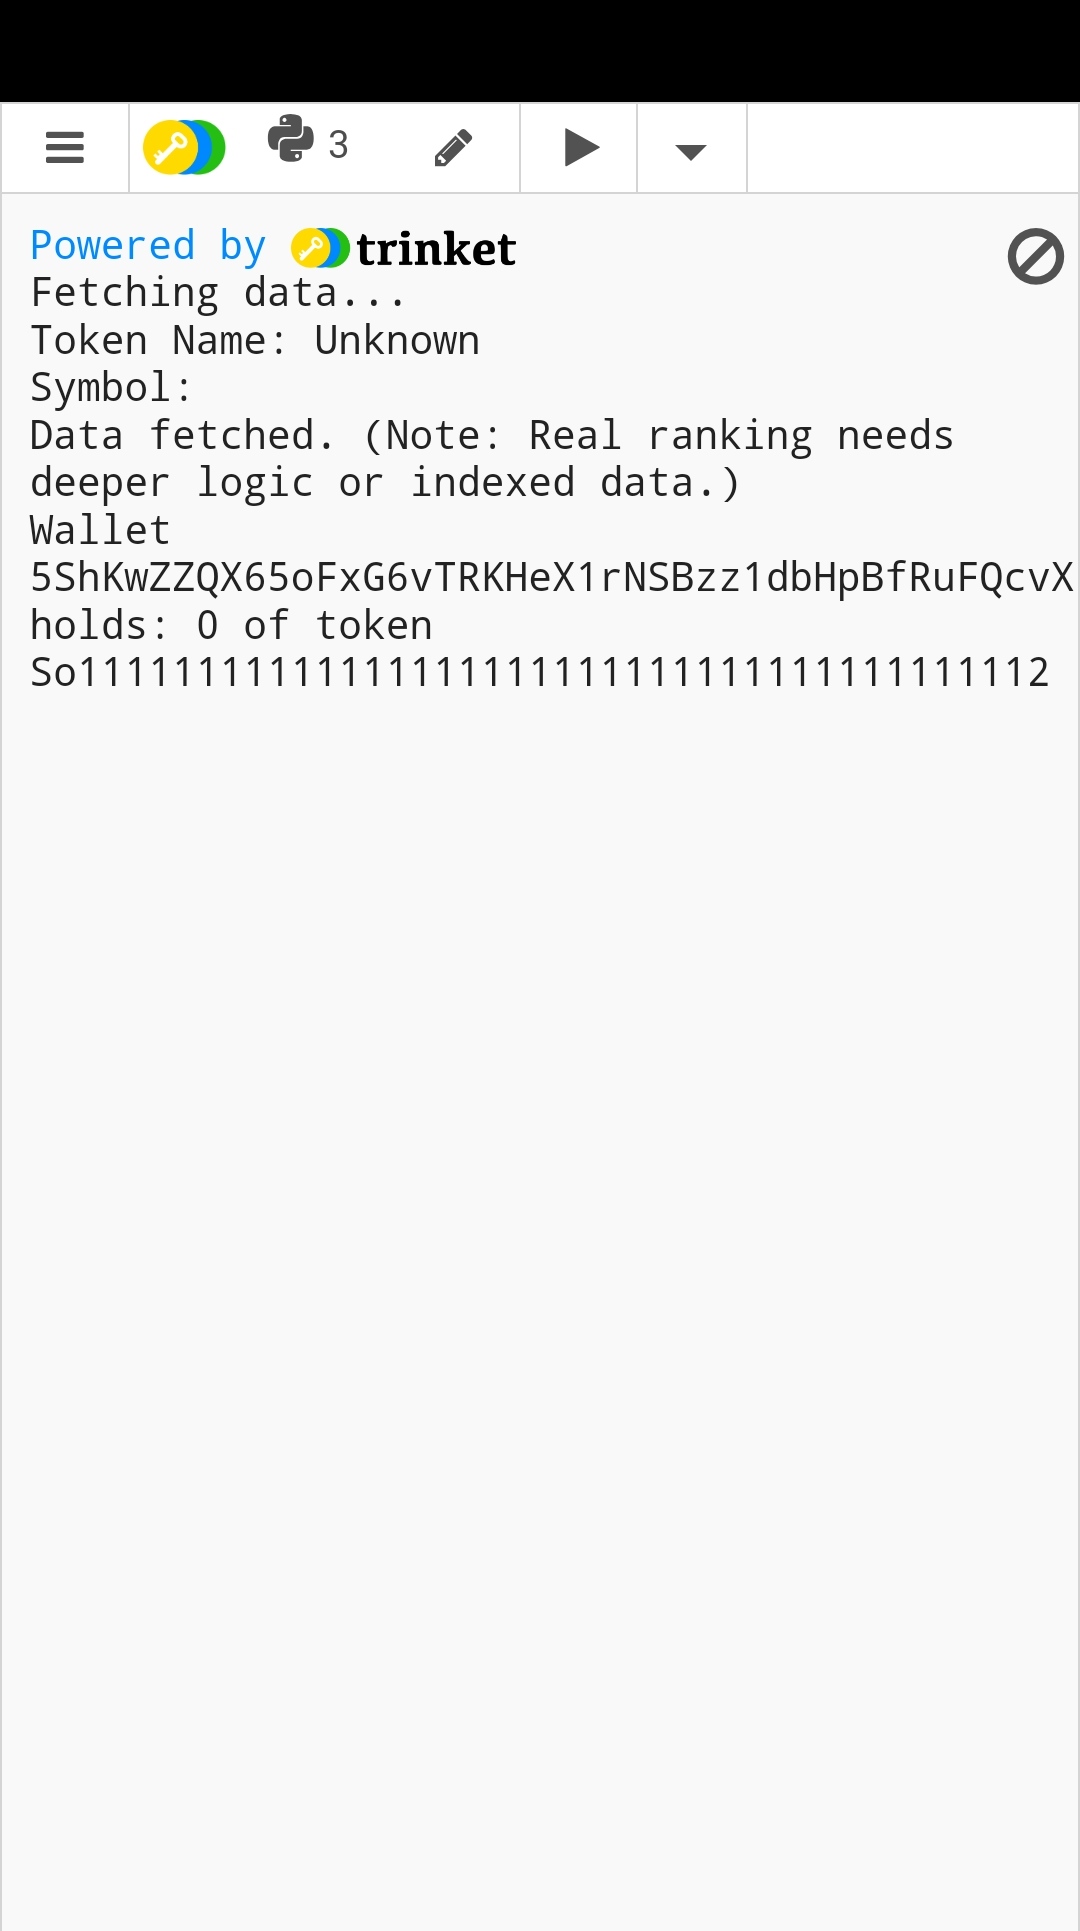 3
Powered by trinket
Fetching data...
Token Name: Unknown
Symbol:
Data fetched. (Note: Real ranking needs
deeper logic or indexed data.)
Wallet
5ShKwZZQX65oFxG6vTRKHeX1rNSBzz1dbHpBfRuFQcvX
holds: 0 of token
So11111111111111111111111111111111111111112